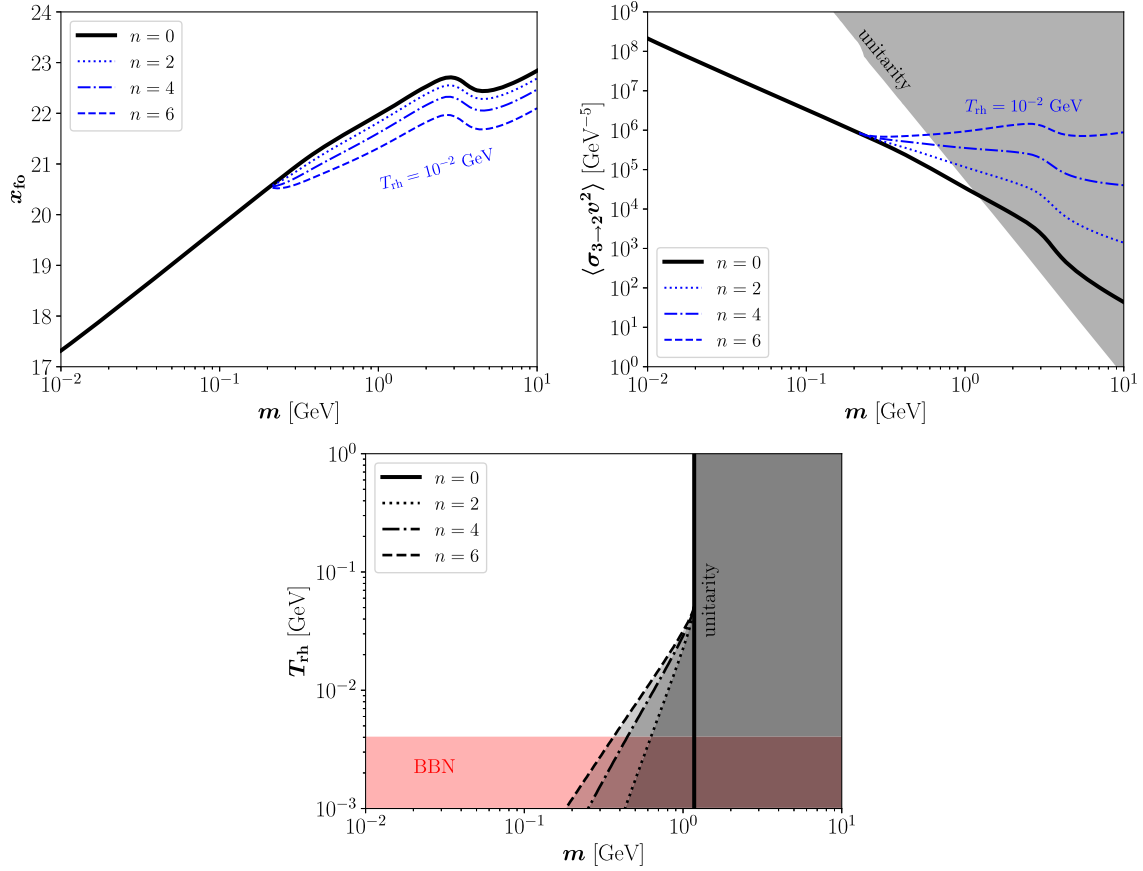 24
23
22
21
20
19
18
17
x_fo
n = 0
n = 2
n = 4
n = 6
T_rh = 10^−2 GeV
10^−2
10^−1
10^0
10^1
m [GeV]
10^9
10^8
10^7
10^6
10^5
10^4
10^3
10^2
10^1
10^0
⟨σ_3→2 v^2⟩ [GeV^−5]
unitarity
T_rh = 10^−2 GeV
n = 0
n = 2
n = 4
n = 6
10^−2
10^−1
10^0
10^1
m [GeV]
10^0
10^−1
10^−2
10^−3
T_rh [GeV]
n = 0
n = 2
n = 4
n = 6
unitarity
BBN
10^−2
10^−1
10^0
10^1
m [GeV]